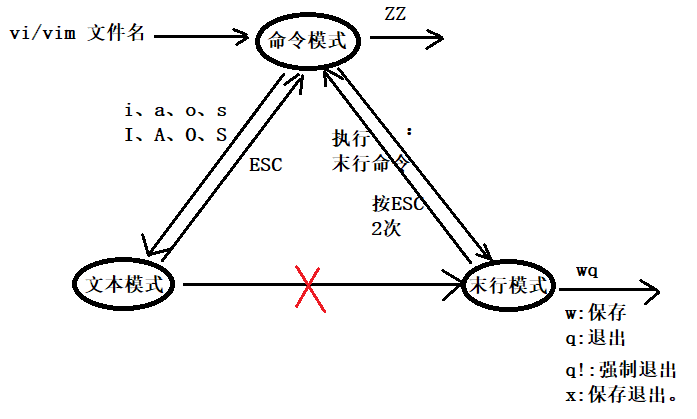 vi/vim 文件名
命令模式
ZZ
i、a、o、s
I、A、O、S
ESC
执行
末行命令
:
按ESC
2次
文本模式
末行模式
wq
w:保存
q:退出
q!:强制退出
x:保存退出。